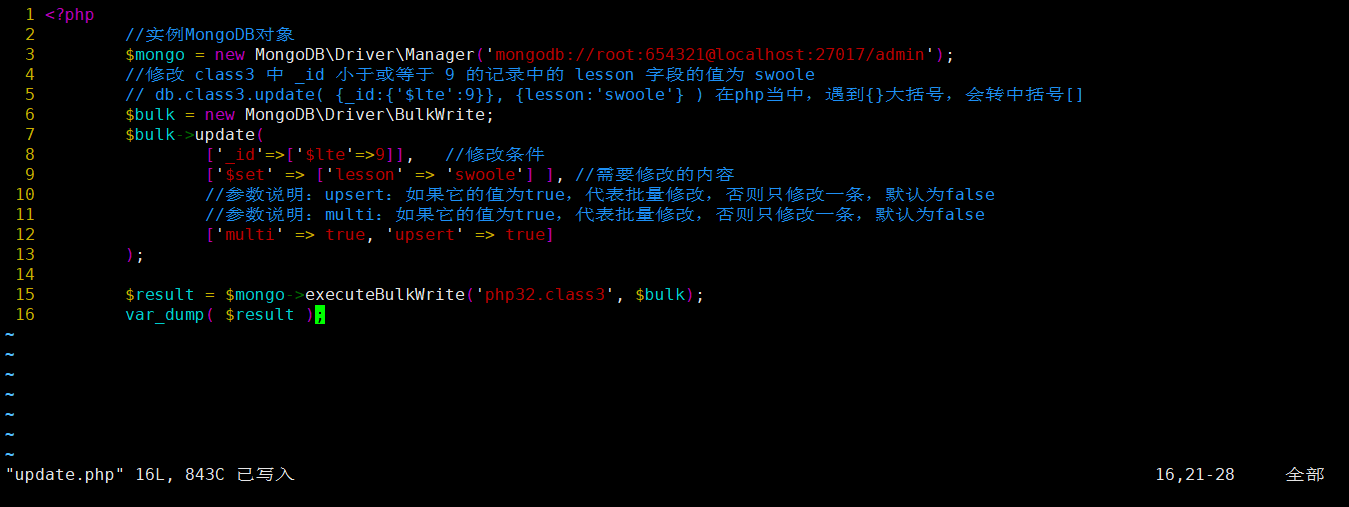 1 <?php
2 //实例MongoDB对象
3 $mongo = new MongoDB\Driver\Manager('mongodb://root:654321@localhost:27017/admin');
4 //修改 class3 中 _id 小于或等于 9 的记录中的 lesson 字段的值为 swoole
5 // db.class3.update( {_id:{'$lte':9}}, {lesson:'swoole'} ) 在php当中，遇到{}大括号，会转中括号[]
6 $bulk = new MongoDB\Driver\BulkWrite;
7 $bulk->update(
8 ['_id'=>['$lte'=>9]], //修改条件
9 ['$set' => ['lesson' => 'swoole'] ], //需要修改的内容
10 //参数说明：upsert：如果它的值为true，代表批量修改，否则只修改一条，默认为false
11 //参数说明：multi：如果它的值为true，代表批量修改，否则只修改一条，默认为false
12 ['multi' => true, 'upsert' => true]
13 );
14
15 $result = $mongo->executeBulkWrite('php32.class3', $bulk);
16 var_dump( $result );
~
~
~
~
~
~
~
"update.php" 16L, 843C 已写入 16,21-28 全部